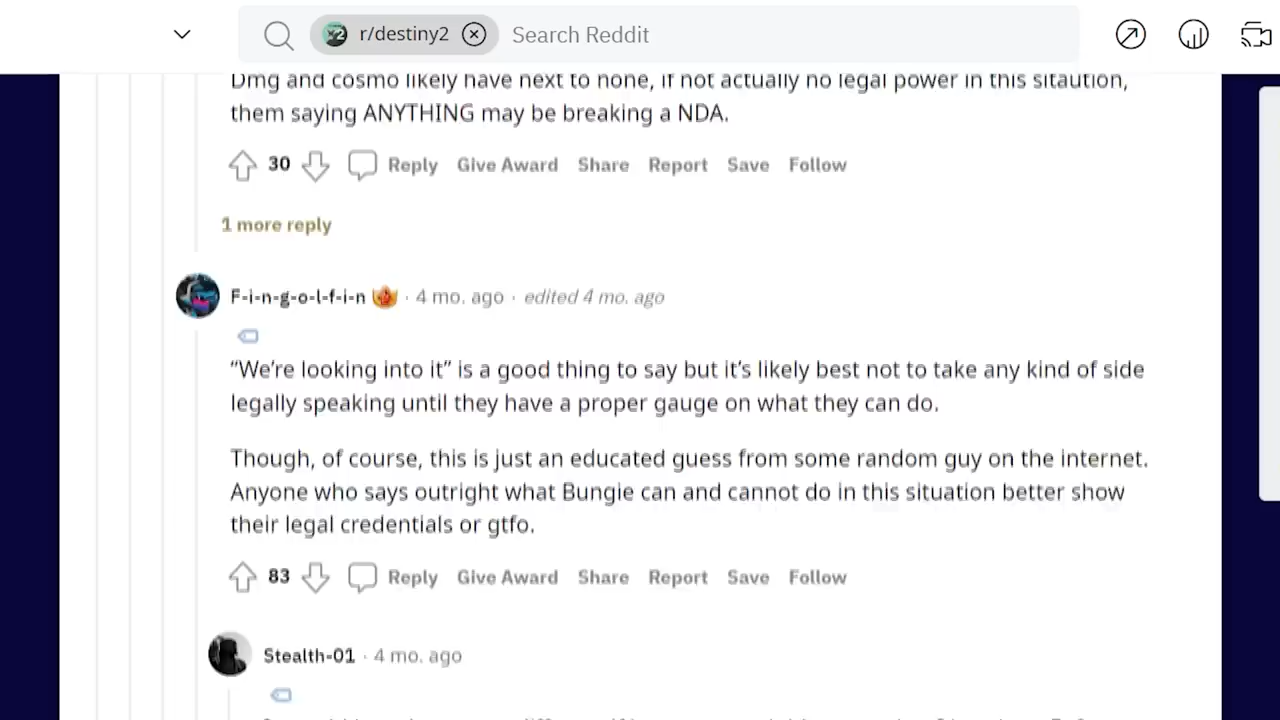 r/destiny2 Search Reddit
Dmg and cosmo likely have next to none, if not actually no legal power in this sitaution,
them saying ANYTHING may be breaking a NDA.
30 Reply Give Award Share Report Save Follow
1 more reply
F-i-n-g-o-l-f-i-n · 4 mo. ago · edited 4 mo. ago
“We’re looking into it” is a good thing to say but it’s likely best not to take any kind of side
legally speaking until they have a proper gauge on what they can do.
Though, of course, this is just an educated guess from some random guy on the internet.
Anyone who says outright what Bungie can and cannot do in this situation better show
their legal credentials or gtfo.
83 Reply Give Award Share Report Save Follow
Stealth-01 · 4 mo. ago